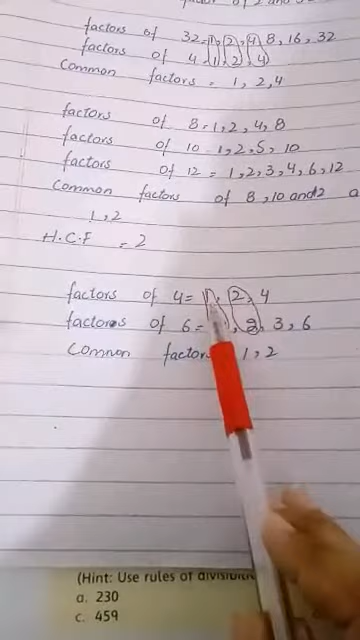 factors of 32 = 1, 2, 4, 8, 16, 32
factors of 4 = 1, 2, 4
Common factors = 1, 2, 4
factors of 8 = 1, 2, 4, 8
factors of 10 = 1, 2, 5, 10
factors of 12 = 1, 2, 3, 4, 6, 12
Common factors of 8, 10 and
1, 2
H.C.F = 2
factors of 4 = 1, 2, 4
factors of 6 = 1, 2, 3, 6
Common factors 1, 2
(Hint: Use rules of
a. 230
c. 459